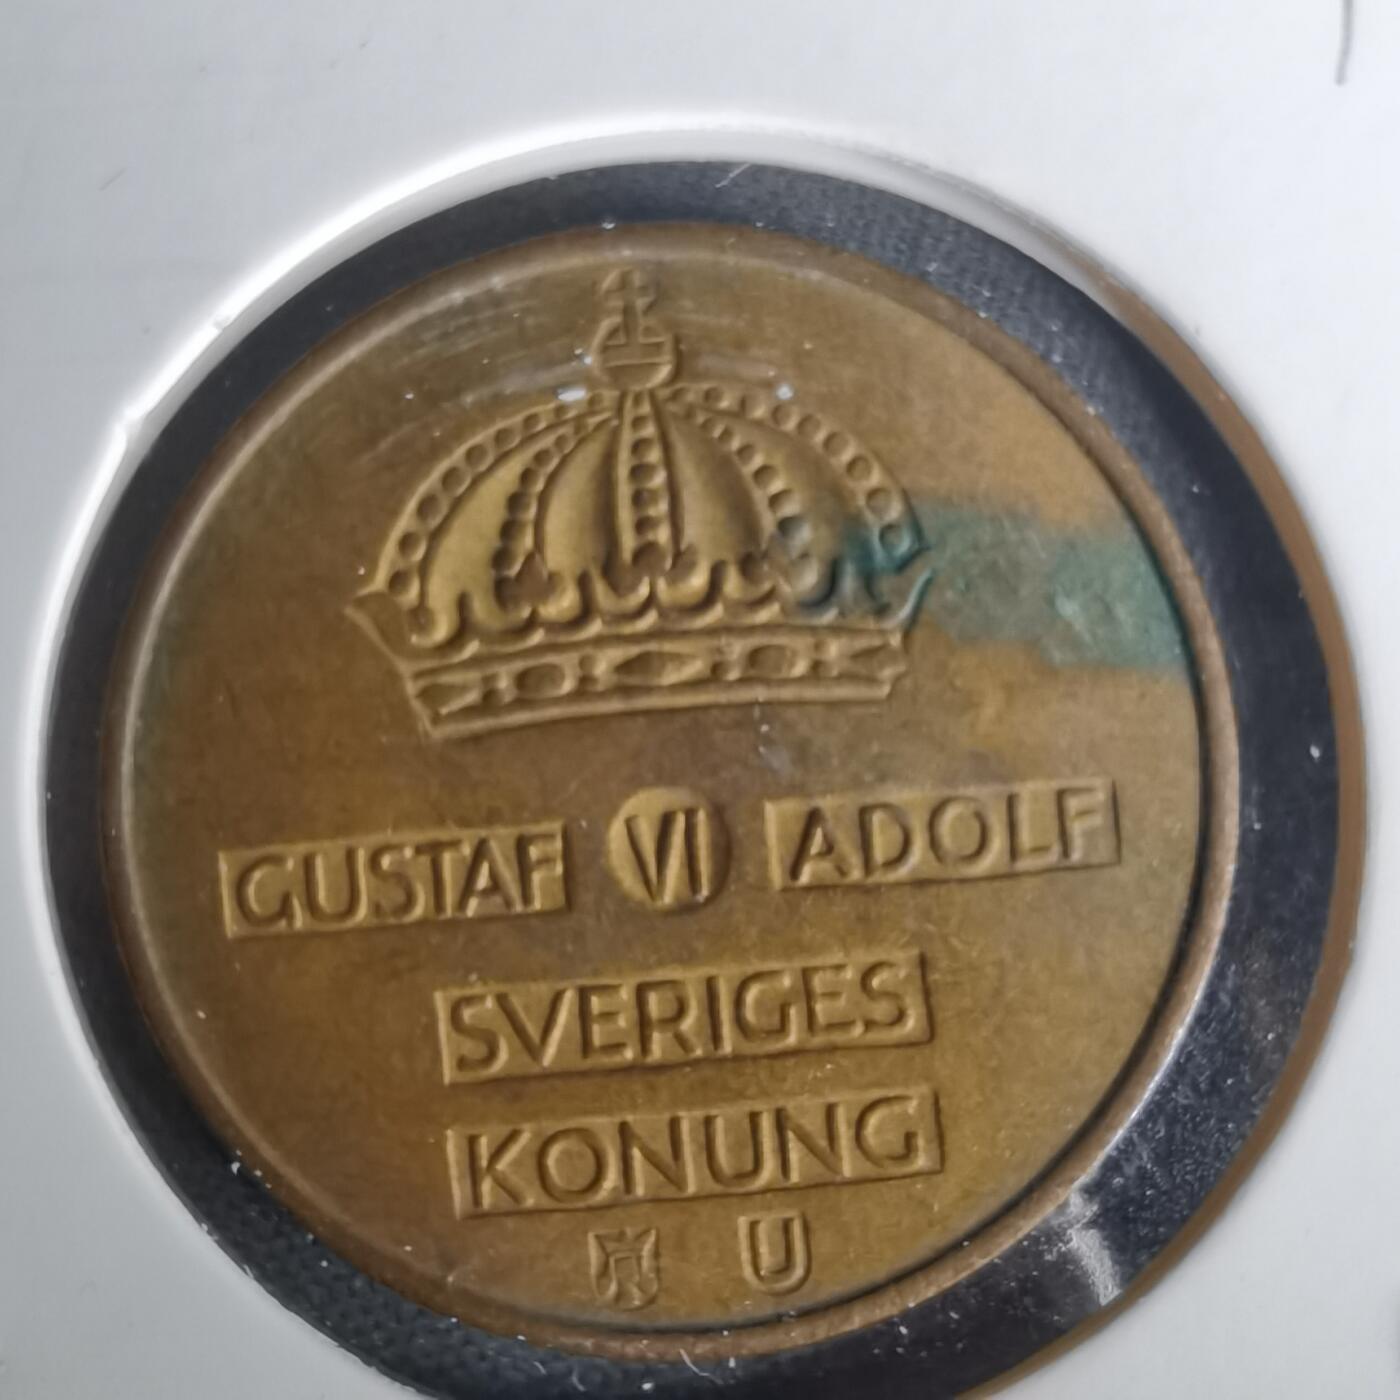 GUSTAF VI ADOLF
SVERIGES
KONUNG
U